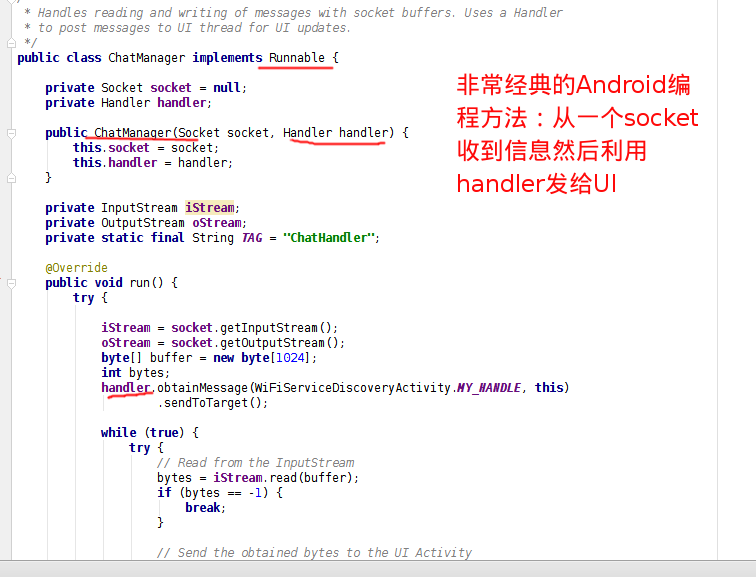 * Handles reading and writing of messages with socket buffers. Uses a Handler
* to post messages to UI thread for UI updates.
*/
public class ChatManager implements Runnable {
private Socket socket = null;
private Handler handler;
public ChatManager(Socket socket, Handler handler) {
this.socket = socket;
this.handler = handler;
}
private InputStream iStream;
private OutputStream oStream;
private static final String TAG = "ChatHandler";
@Override
public void run() {
try {
iStream = socket.getInputStream();
oStream = socket.getOutputStream();
byte[] buffer = new byte[1024];
int bytes;
handler.obtainMessage(WiFiServiceDiscoveryActivity.MY_HANDLE, this)
.sendToTarget();
while (true) {
try {
// Read from the InputStream
bytes = iStream.read(buffer);
if (bytes == -1) {
break;
}
// Send the obtained bytes to the UI Activity
非常经典的Android编
程方法：从一个socket
收到信息然后利用
handler发给UI